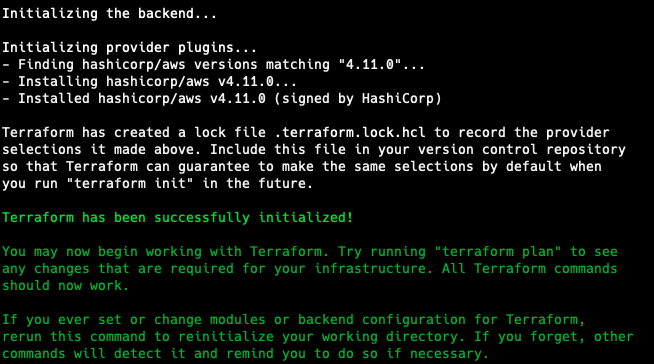 Initializing the backend...
Initializing provider plugins...
- Finding hashicorp/aws versions matching "4.11.0"...
- Installing hashicorp/aws v4.11.0...
- Installed hashicorp/aws v4.11.0 (signed by HashiCorp)
Terraform has created a lock file .terraform.lock.hcl to record the provider
selections it made above. Include this file in your version control repository
so that Terraform can guarantee to make the same selections by default when
you run "terraform init" in the future.
Terraform has been successfully initialized!
You may now begin working with Terraform. Try running "terraform plan" to see
any changes that are required for your infrastructure. All Terraform commands
should now work.
If you ever set or change modules or backend configuration for Terraform,
rerun this command to reinitialize your working directory. If you forget, other
commands will detect it and remind you to do so if necessary.